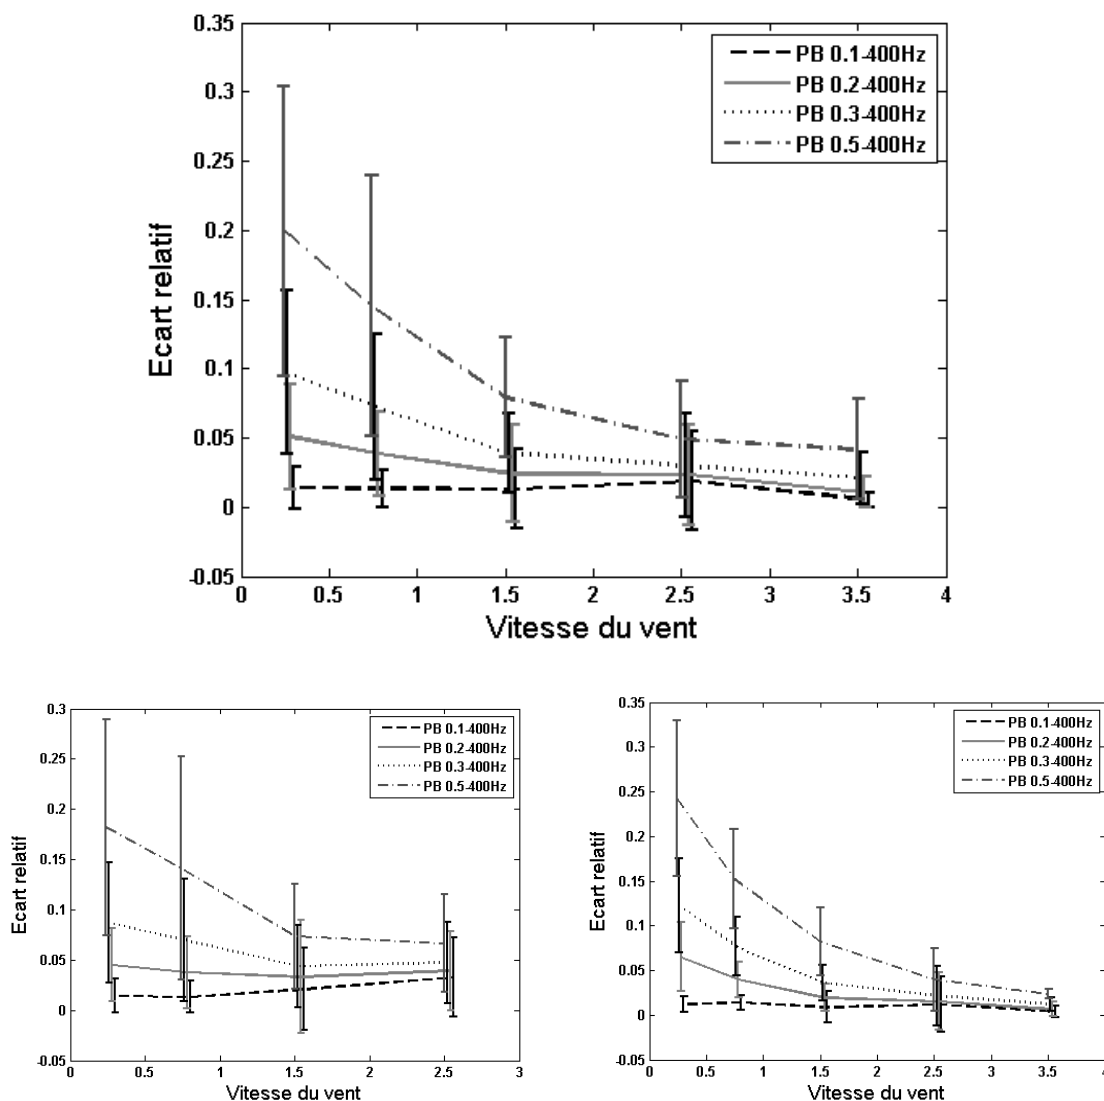 0.35
0.3
0.25
0.2
0.15
0.1
0.05
0
-0.05
Ecart relatif
PB 0.1-400Hz
PB 0.2-400Hz
PB 0.3-400Hz
PB 0.5-400Hz
0 0.5 1 1.5 2 2.5 3 3.5 4
Vitesse du vent
0.3
0.25
0.2
0.15
0.1
0.05
0
-0.05
Ecart relatif
PB 0.1-400Hz
PB 0.2-400Hz
PB 0.3-400Hz
PB 0.5-400Hz
0 0.5 1 1.5 2 2.5 3
Vitesse du vent
0.35
0.3
0.25
0.2
0.15
0.1
0.05
0
-0.05
Ecart relatif
PB 0.1-400Hz
PB 0.2-400Hz
PB 0.3-400Hz
PB 0.5-400Hz
0 0.5 1 1.5 2 2.5 3 3.5 4
Vitesse du vent